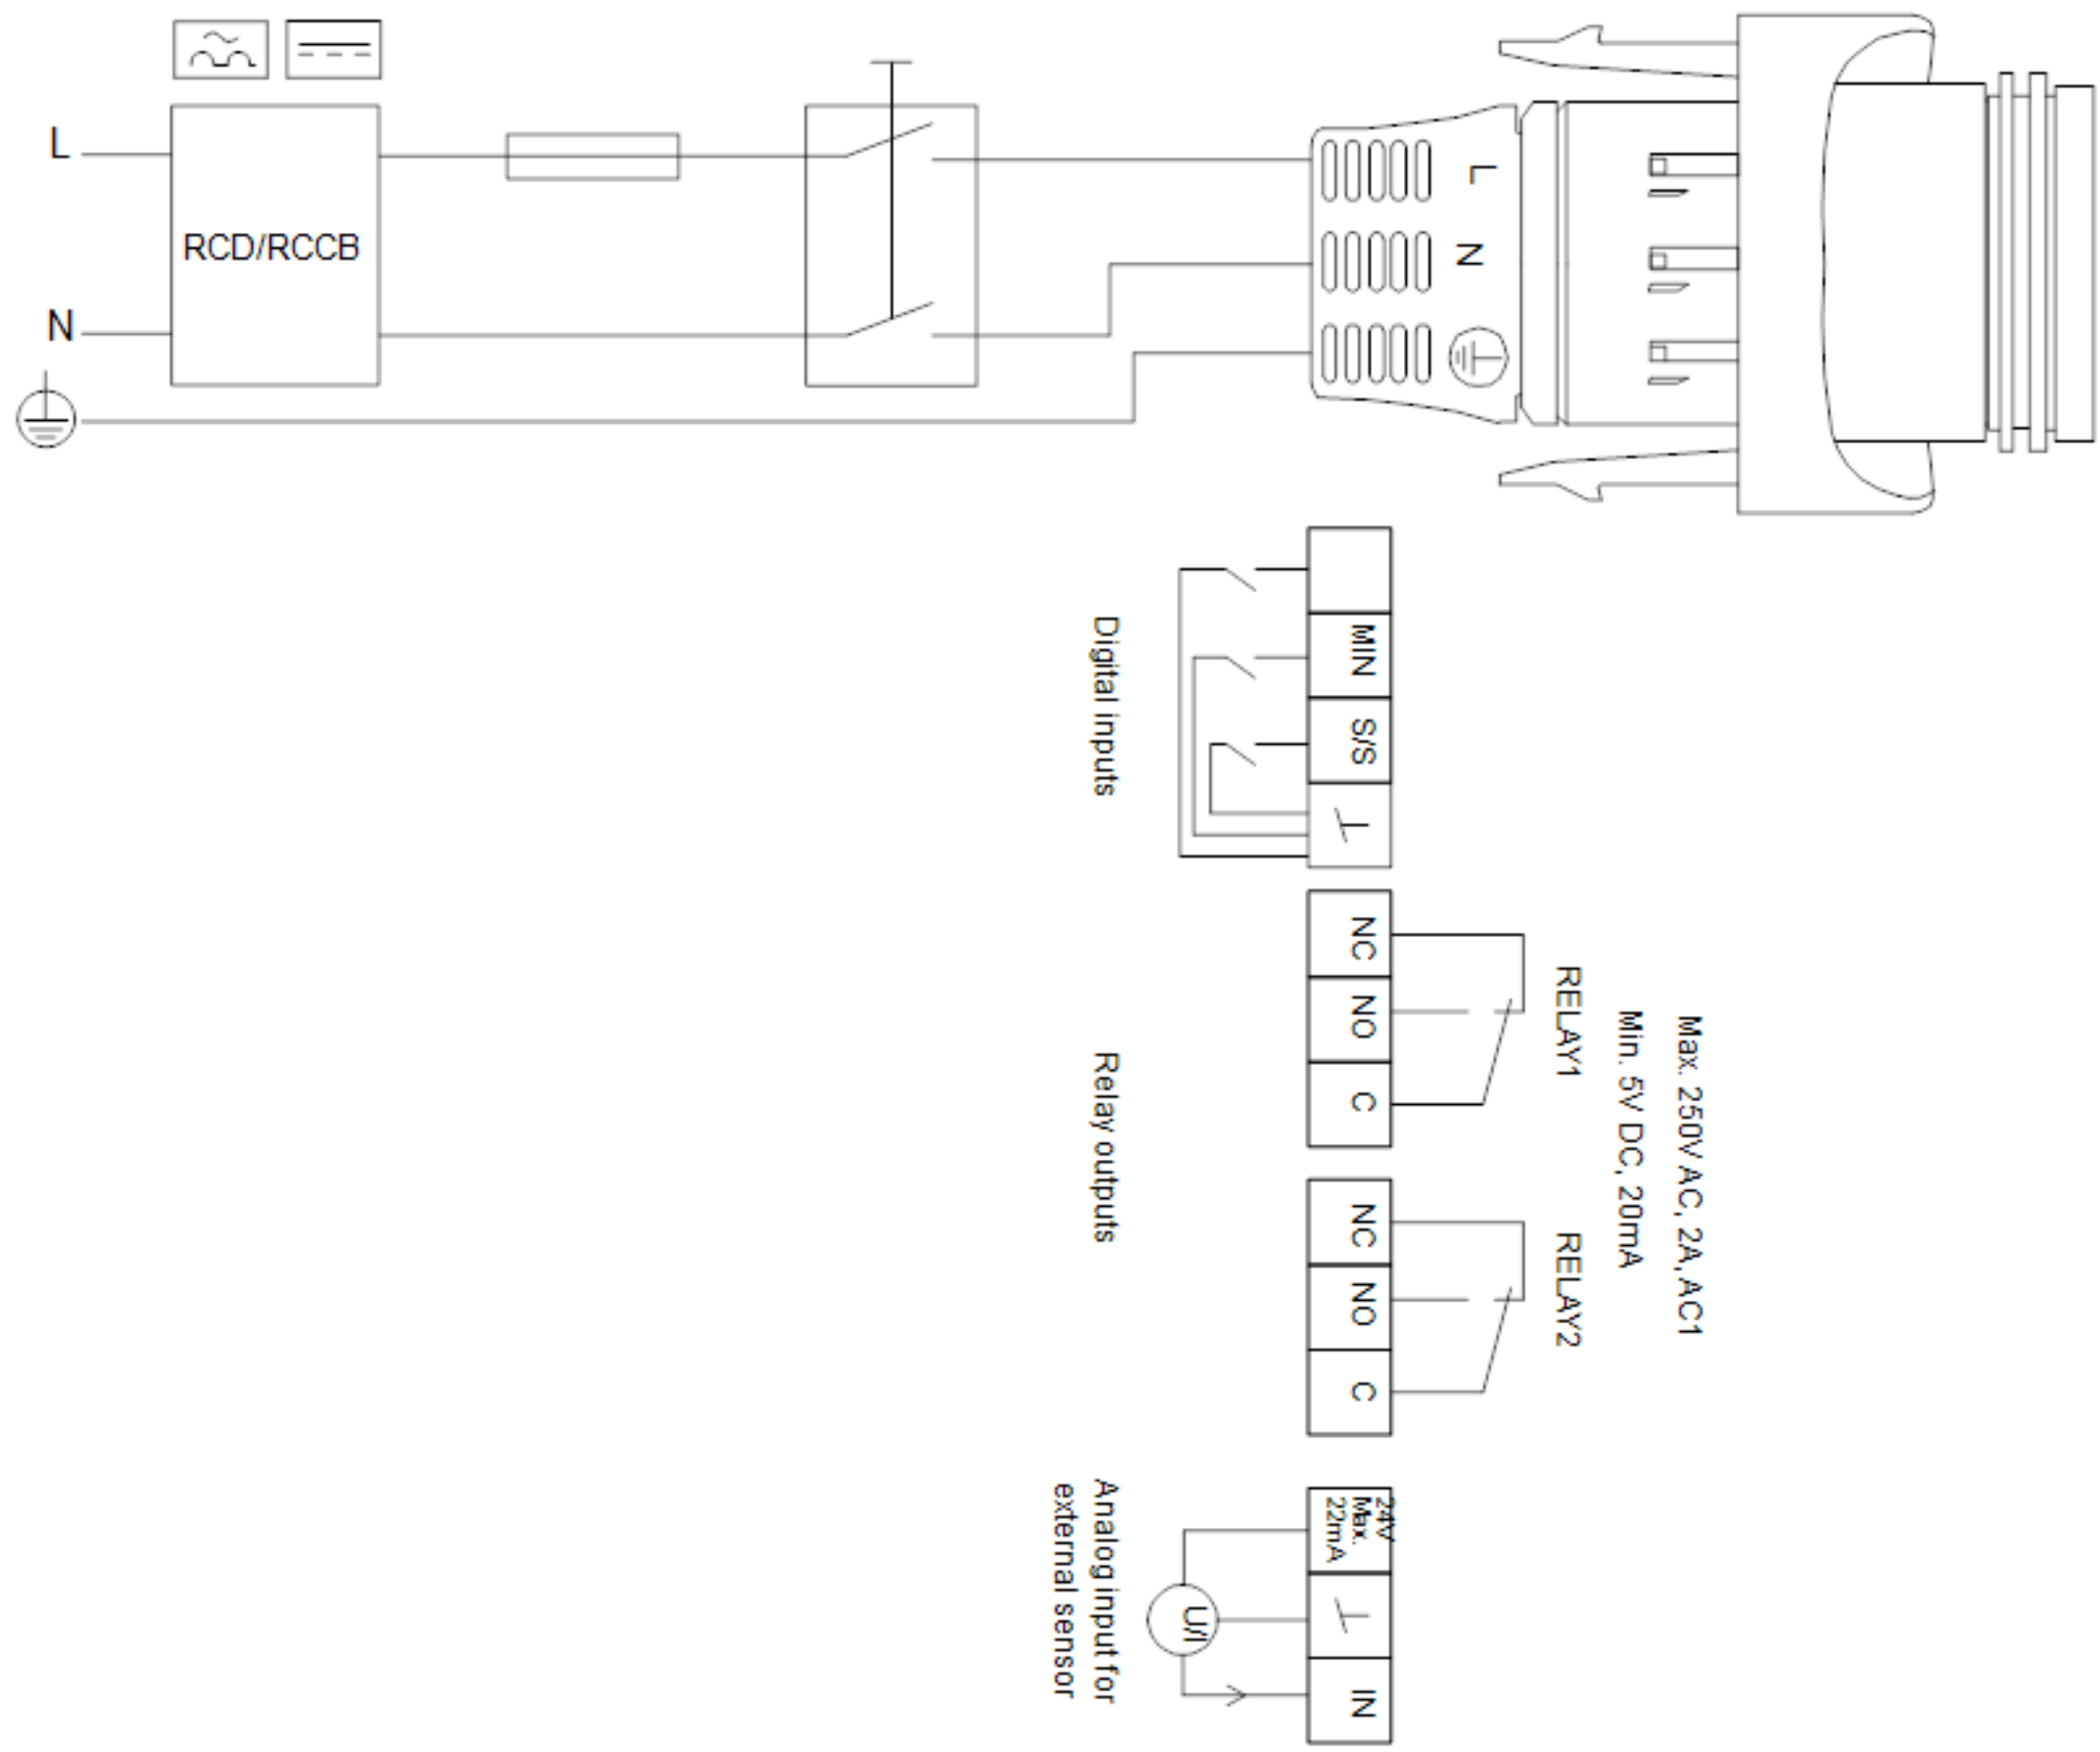 L
RCD/RCCB
N
L
N
Digital inputs
MIN
S/S
Relay outputs
NC
NO
C
RELAY1
Max. 250V AC, 2A, AC1
Min. 5V DC, 20mA
NC
NO
C
RELAY2
Analog input for
external sensor
24V
Max.
22mA
U/I
IN